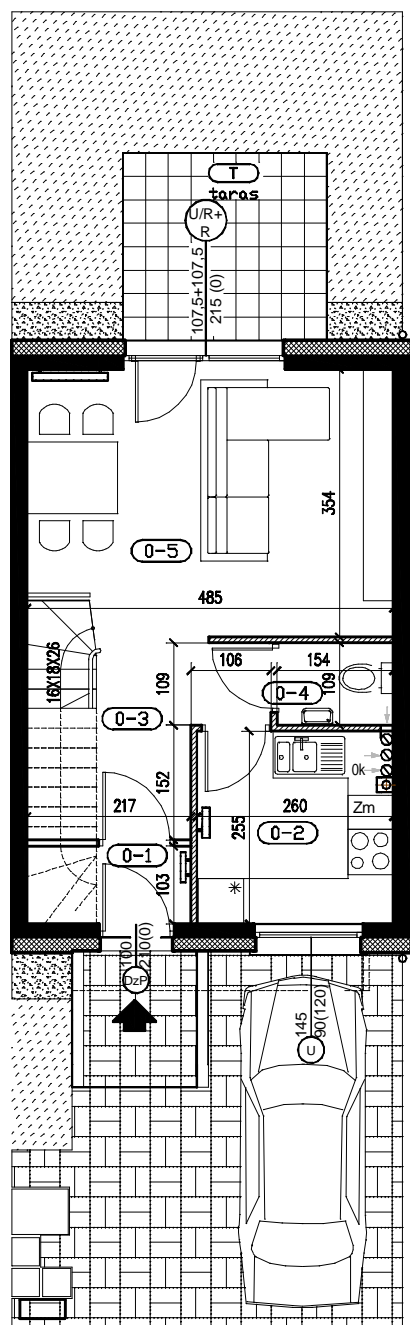 T
taras
U/R+
R
107,5+107,5
215 (0)
354
0-5
485
16X18X26
109
106
154
0-4
109
0-3
152
0k
217
260
Zm
255
0-2
0-1
103
100
210(0)
DzP
145
90(120)
U